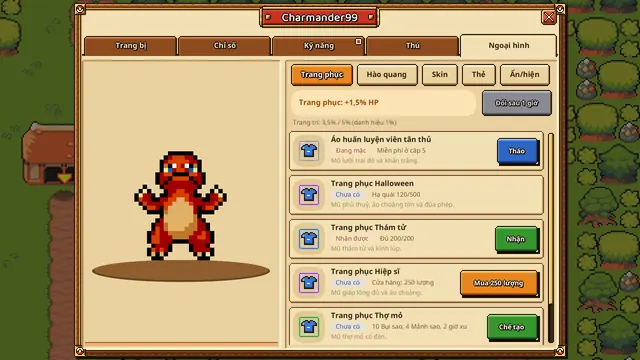 Charmander99
Trang bị
Chỉ số
Kỹ năng
Thú
Ngoại hình
Trang phục
Hào quang
Skin
Thẻ
Ẩn/hiện
Trang phục: +1,5% HP
Đổi sau 1 giờ
Trang trí: 3,5% / 5% (danh hiệu 1%)
Áo huấn luyện viên tân thủ
Đang mặc Miễn phí ở cấp 5
Mũ lưỡi trai đỏ và khăn trắng.
Tháo
Trang phục Halloween
Chưa có Hạ quái 120/500
Mũ phù thuỷ, áo choàng tím và đũa phép.
Trang phục Thám tử
Nhận được Đủ 200/200
Mũ thám tử và kính lúp.
Nhận
Trang phục Hiệp sĩ
Chưa có Cửa hàng: 250 lượng
Mũ giáp lông đỏ và áo choàng.
Mua 250 lượng
Trang phục Thợ mỏ
Chưa có 10 Bụi sao, 4 Mảnh sao, 2 giờ xu
Mũ thợ mỏ có đèn.
Chế tạo